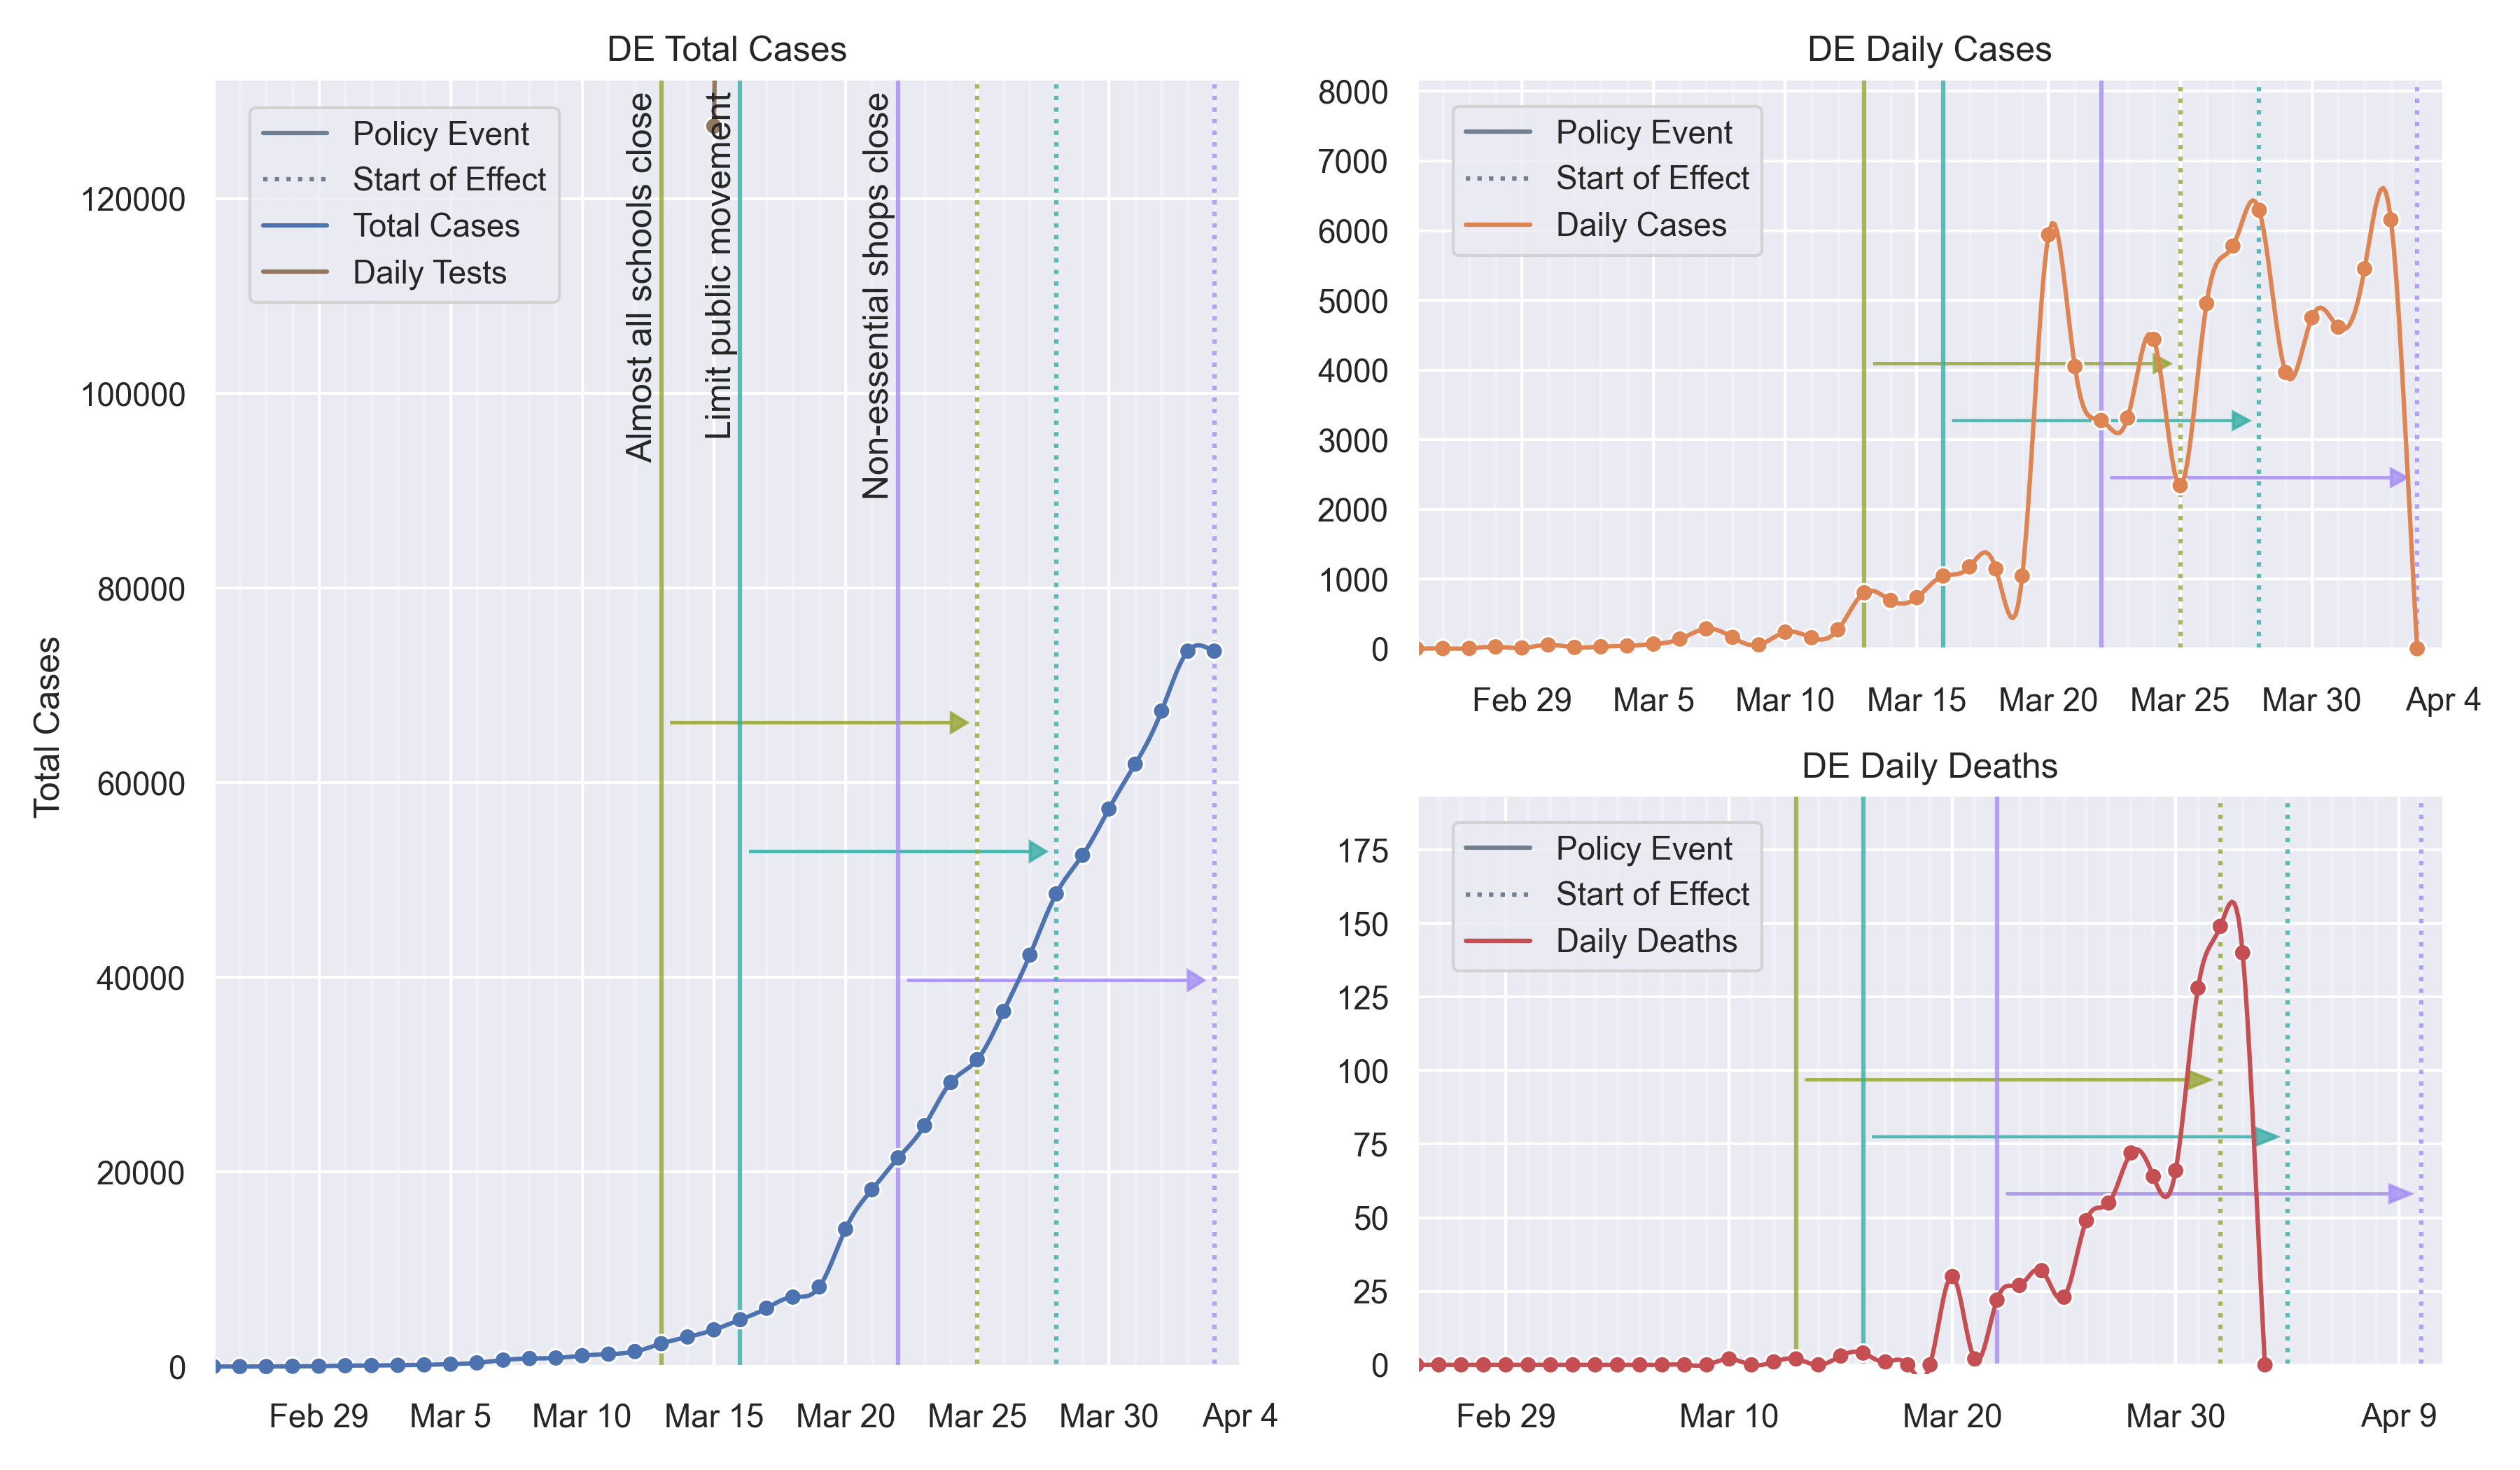 DE Total Cases
Policy Event
Start of Effect
Total Cases
Daily Tests
Almost all schools close
Limit public movement
Non-essential shops close
Total Cases
120000
100000
80000
60000
40000
20000
0
Feb 29
Mar 5
Mar 10
Mar 15
Mar 20
Mar 25
Mar 30
Apr 4
DE Daily Cases
Policy Event
Start of Effect
Daily Cases
8000
7000
6000
5000
4000
3000
2000
1000
0
Feb 29
Mar 5
Mar 10
Mar 15
Mar 20
Mar 25
Mar 30
Apr 4
DE Daily Deaths
Policy Event
Start of Effect
Daily Deaths
175
150
125
100
75
50
25
0
Feb 29
Mar 10
Mar 20
Mar 30
Apr 9